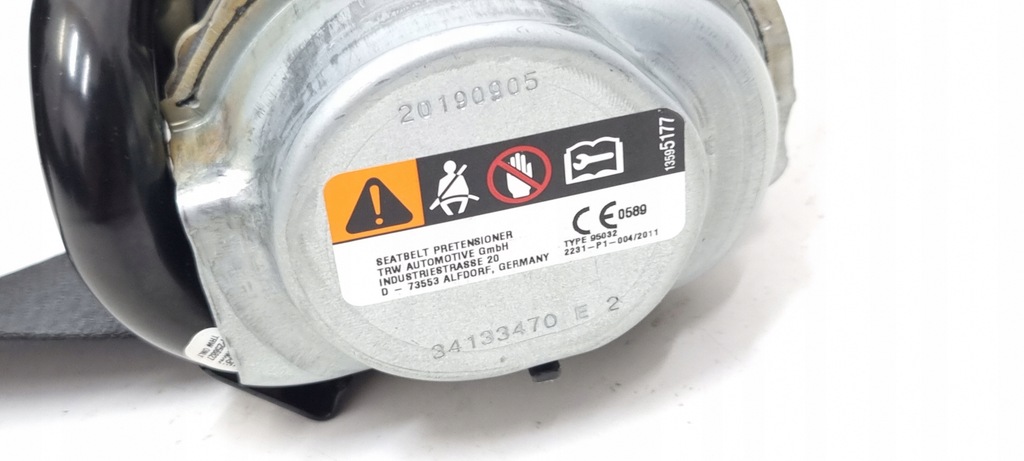 20190905
13595177
CE 0589
TYPE 95032
2231-P1-004/2011
SEATBELT PRETENSIONER
TRW AUTOMOTIVE GmbH
INDUSTRIESTRASSE 20
D - 73553 ALFDORF, GERMANY
34133470 E 2